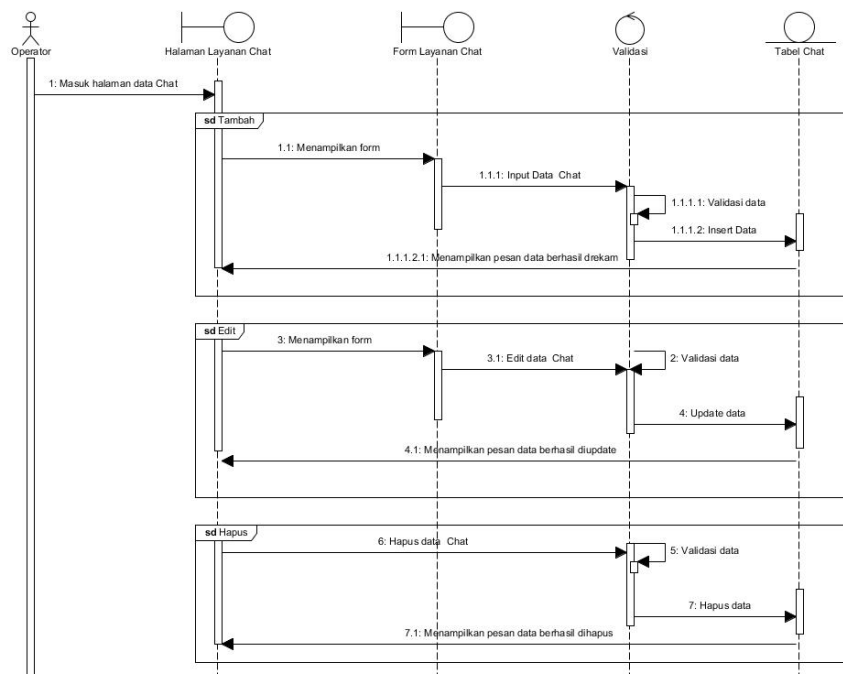 Operator
Halaman Layanan Chat
Form Layanan Chat
Validasi
Tabel Chat
1: Masuk halaman data Chat
sd Tambah
1.1: Menampilkan form
1.1.1: Input Data Chat
1.1.1.1: Validasi data
1.1.1.2: Insert Data
1.1.1.2.1: Menampilkan pesan data berhasil drekam
sd Edit
3: Menampilkan form
3.1: Edit data Chat
2: Validasi data
4: Update data
4.1: Menampilkan pesan data berhasil diupdate
sd Hapus
6: Hapus data Chat
5: Validasi data
7: Hapus data
7.1: Menampilkan pesan data berhasil dihapus